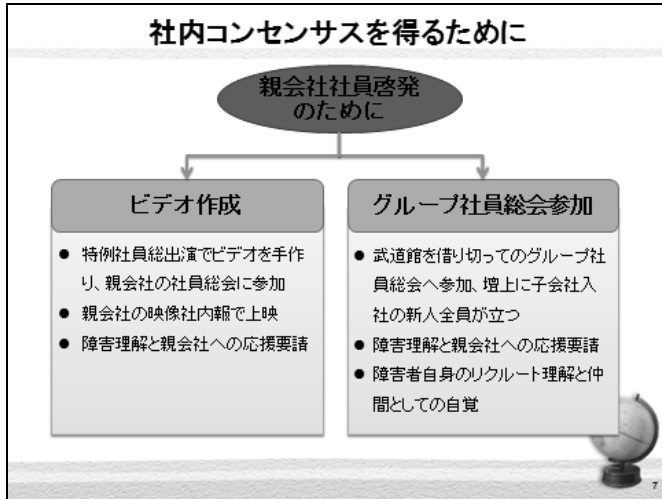 社内コンセンサスを得るために
親会社社員啓発
のために
ビデオ作成
● 特例社員総出演でビデオを手作
り、親会社の社員総会に参加
● 親会社の映像社内報で上映
● 障害理解と親会社への応援要請
グループ社員総会参加
● 武道館を借り切ってのグループ社
員総会へ参加、壇上に子会社入
社の新人全員が立つ
● 障害理解と親会社への応援要請
● 障害者自身のリクルート理解と仲
間としての自覚
7